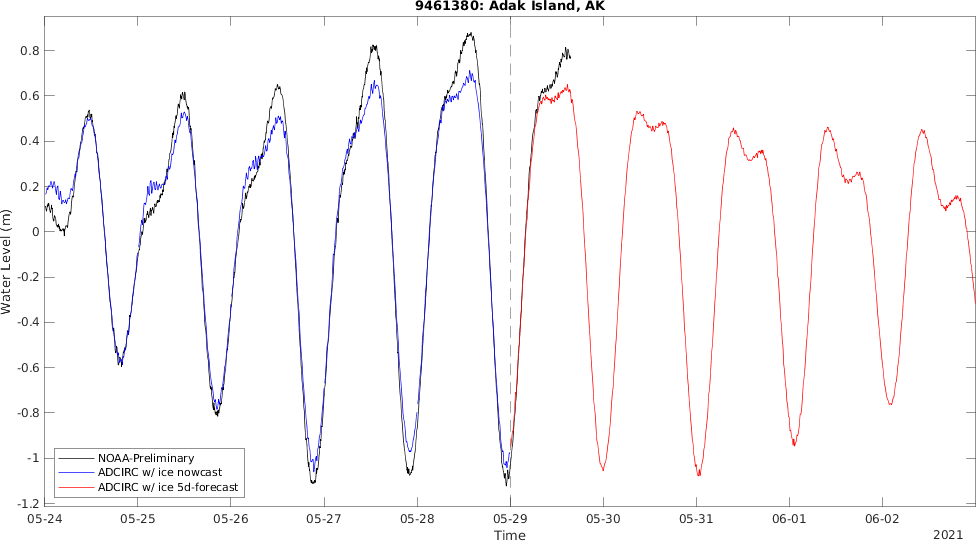 9461380: Adak Island, AK
Water Level (m)
0.8
0.6
0.4
0.2
0
-0.2
-0.4
-0.6
-0.8
-1
-1.2
NOAA-Preliminary
ADCIRC w/ ice nowcast
ADCIRC w/ ice 5d-forecast
05-24 05-25 05-26 05-27 05-28 05-29 05-30 05-31 06-01 06-02
Time
2021